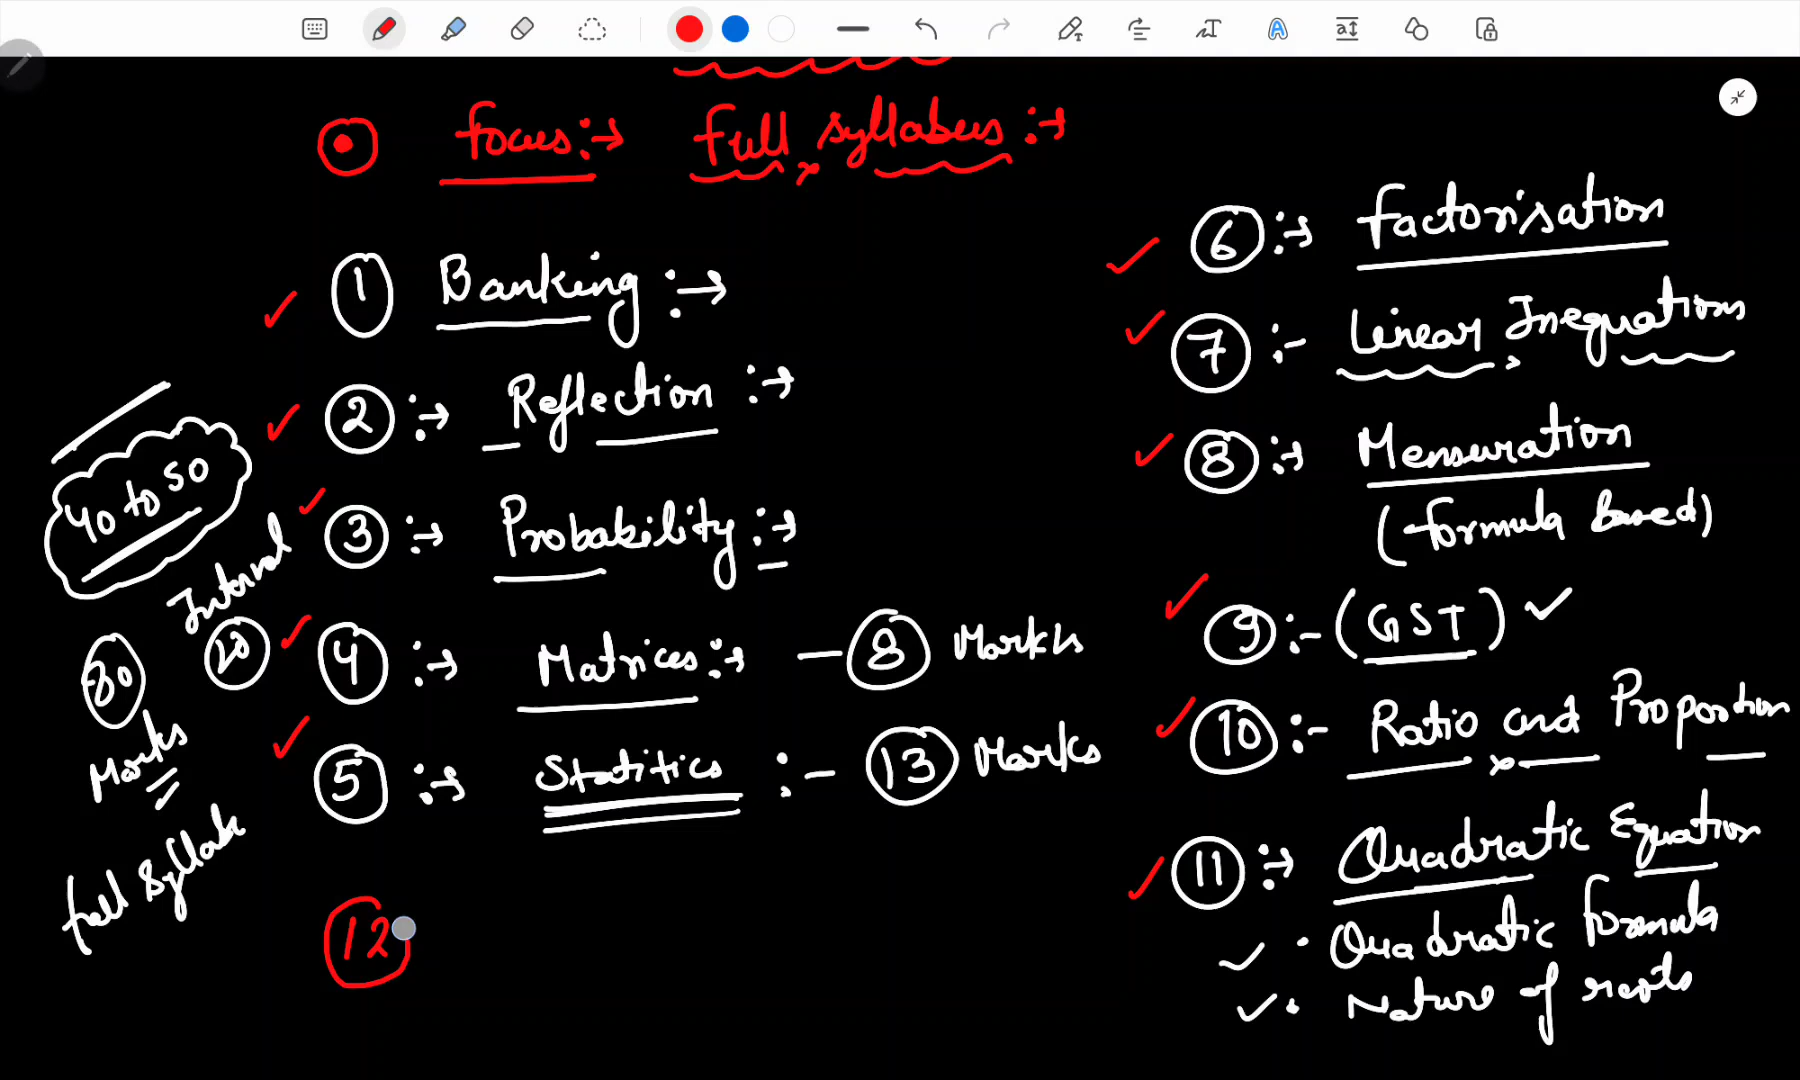 focus:→ full syllabus:→
1 Banking :→
2 :→ Reflection :→
3 :→ Probability :→
4 :→ Matrices :→ — 8 Marks
5 :→ Statitics :- 13 Marks
12
40 to 50
Internal
20
80
Marks
full syllab
6 :→ factorisation
7 :- Linear Inequations
8 :→ Mensuration
(formula Based)
9 :- (GST) ✓
10 :- Ratio and Proportion
11 :→ Quadratic Equation
✓ • Quadratic formula
✓ • Nature of roots